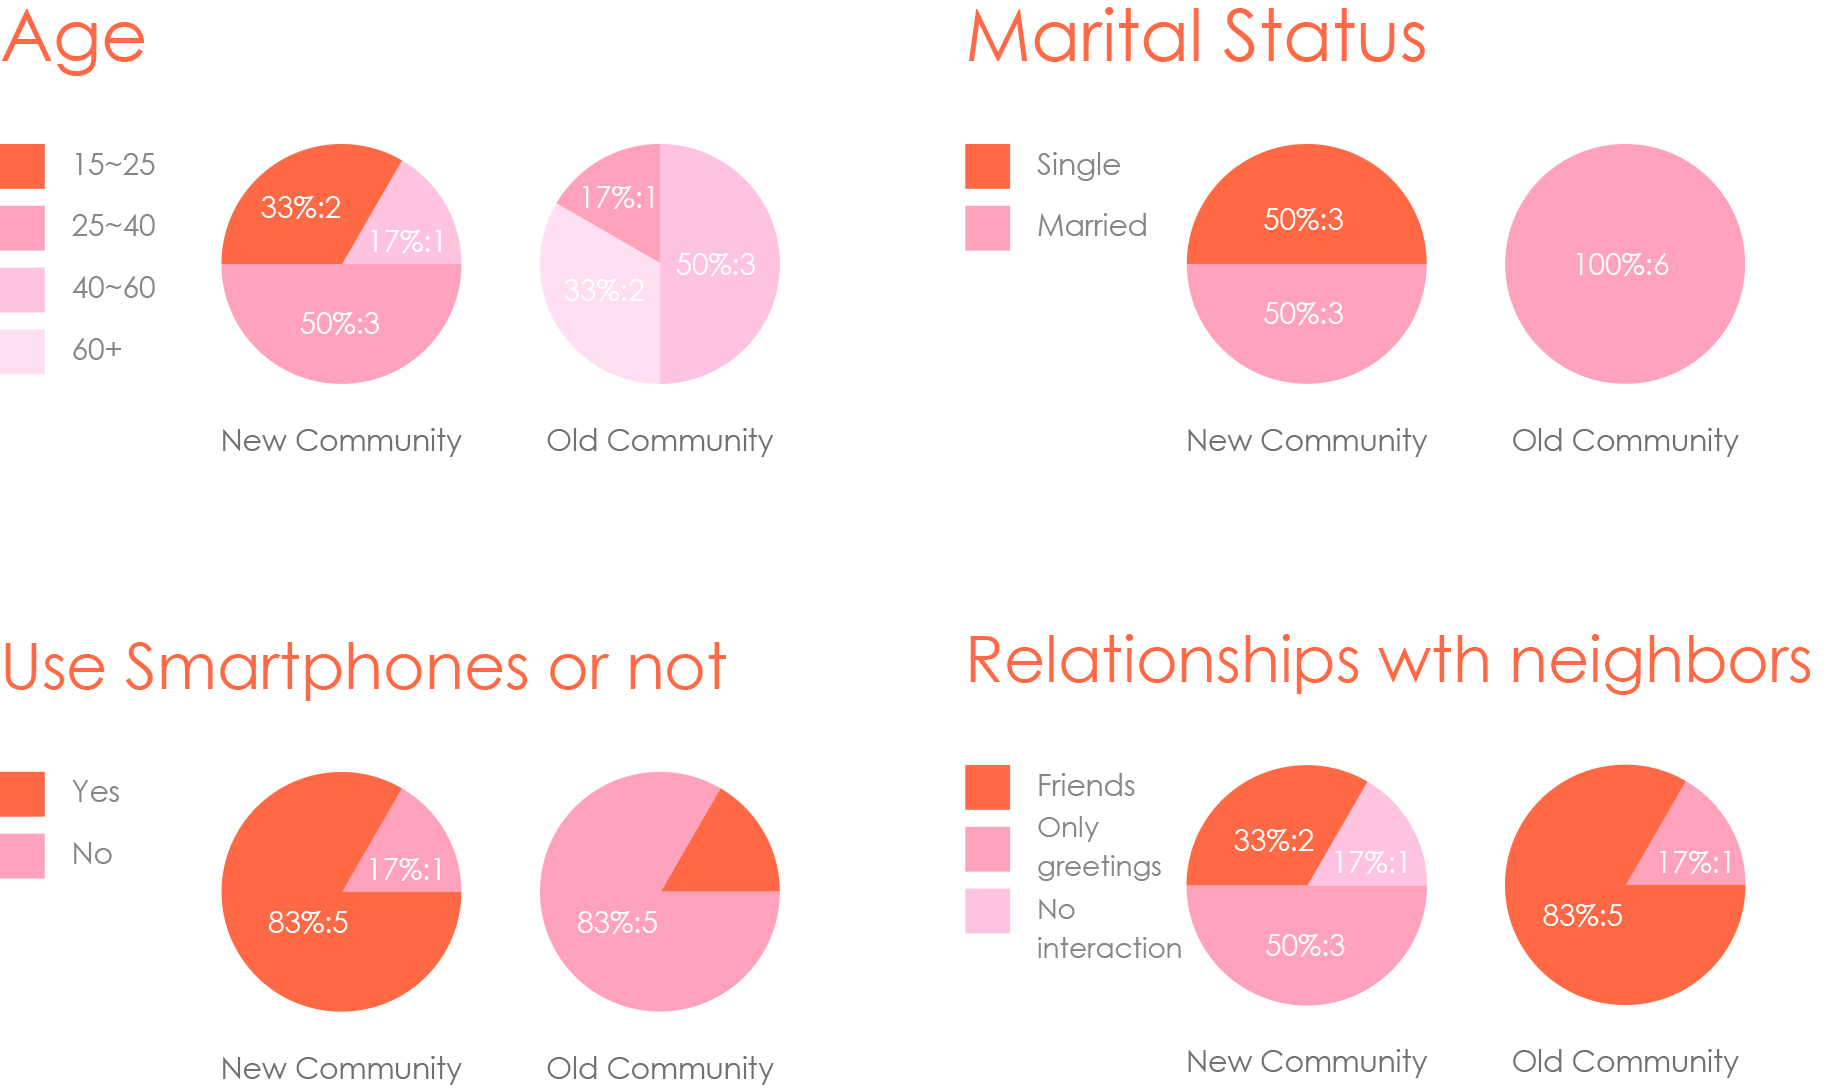 Age
15~25
25~40
40~60
60+
33%:2
17%:1
50%:3
New Community
17%:1
50%:3
33%:2
Old Community
Marital Status
Single
Married
50%:3
50%:3
New Community
100%:6
Old Community
Use Smartphones or not
Yes
No
17%:1
83%:5
New Community
83%:5
Old Community
Relationships wth neighbors
Friends
Only
greetings
No
interaction
33%:2
17%:1
50%:3
New Community
17%:1
83%:5
Old Community